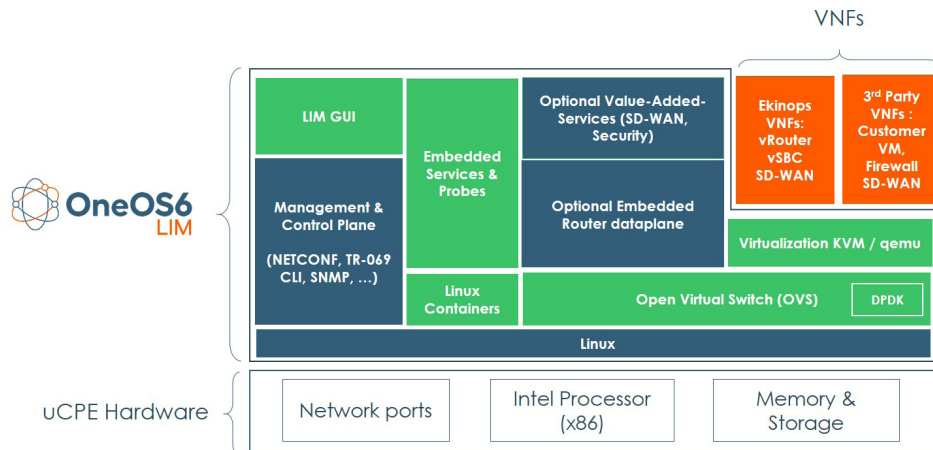 VNFs
LIM GUI
Embedded
Services &
Probes
Optional Value-Added-
Services (SD-WAN,
Security)
Ekinops
VNFs:
vRouter
vSBC
SD-WAN
3rd Party
VNFs :
Customer
VM,
Firewall
SD-WAN
OneOS6
LIM
Management &
Control Plane
(NETCONF, TR-069
CLI, SNMP, ...)
Optional Embedded
Router dataplane
Virtualization KVM / qemu
Linux
Containers
Open Virtual Switch (OVS)
DPDK
Linux
uCPE Hardware
Network ports
Intel Processor
(x86)
Memory &
Storage